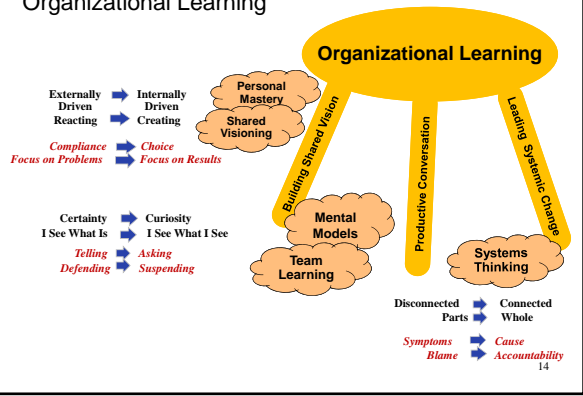 Organizational Learning
Organizational Learning
Personal
Mastery
Shared
Visioning
Externally Driven → Internally Driven
Reacting → Creating
Compliance → Choice
Focus on Problems → Focus on Results
Building Shared Vision
Productive Conversation
Leading Systemic Change
Mental
Models
Team
Learning
Certainty → Curiosity
I See What Is → I See What I See
Telling → Asking
Defending → Suspending
Systems
Thinking
Disconnected → Connected
Parts → Whole
Symptoms → Cause
Blame → Accountability
14